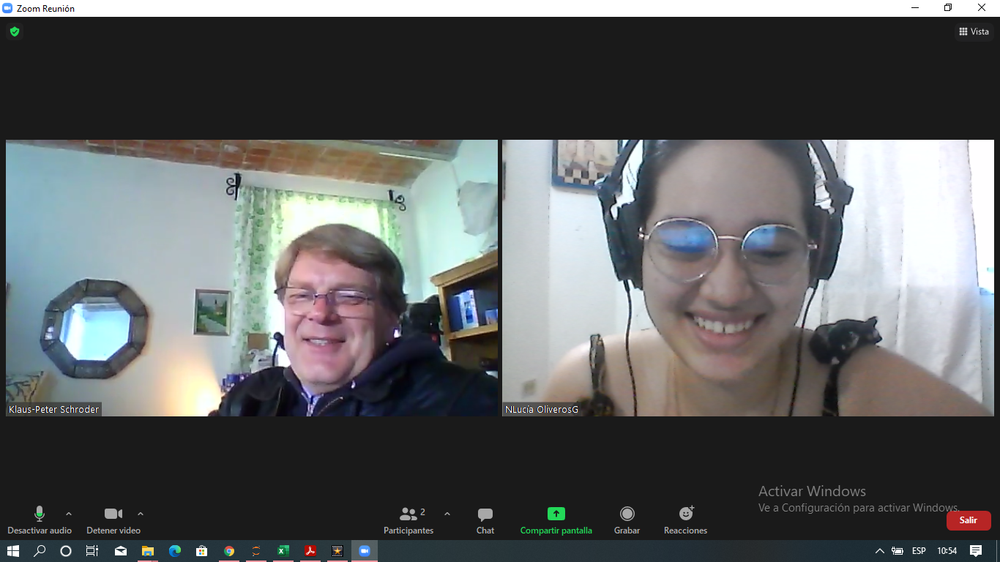 Zoom Reunión
Vista
Klaus-Peter Schroder
NLucía OliverosG
Activar Windows
Ve a Configuración para activar Windows.
Desactivar audio
Detener video
2
Participantes
Chat
Compartir pantalla
Grabar
Reacciones
Salir
ESP
10:54